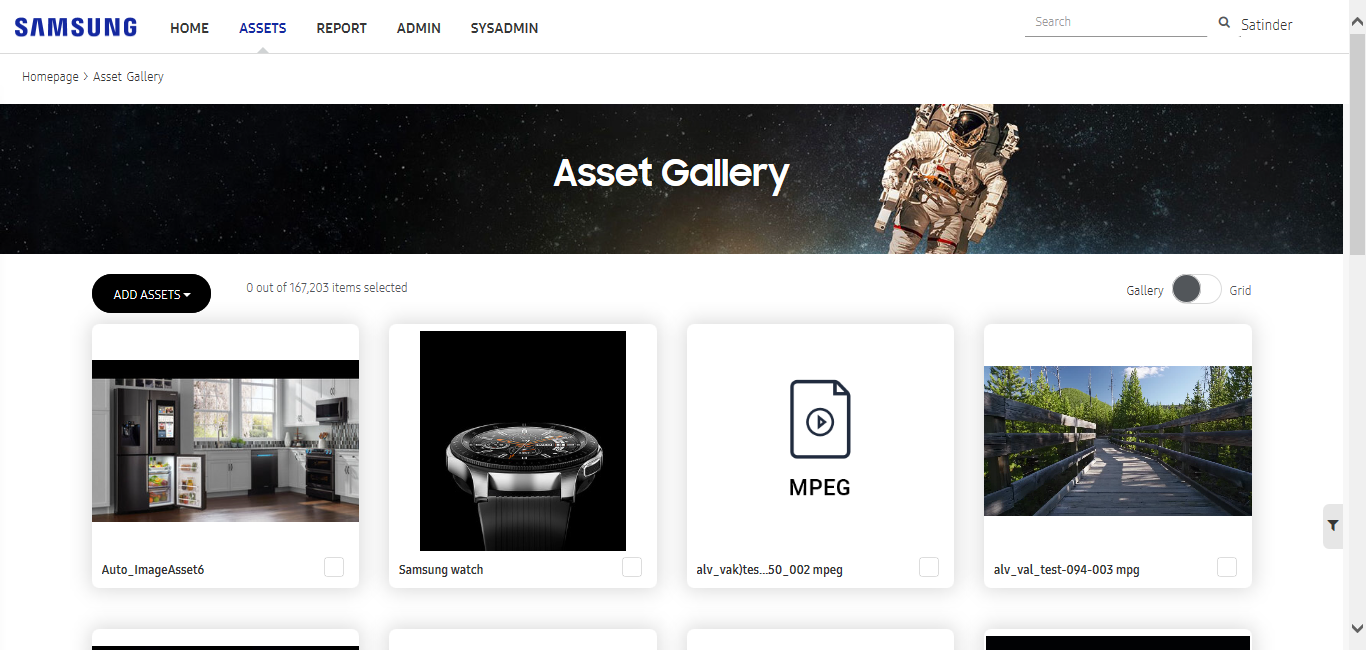 SAMSUNG HOME ASSETS REPORT ADMIN SYSADMIN Search Satinder
Homepage > Asset Gallery
Asset Gallery
ADD ASSETS 0 out of 167,203 items selected Gallery Grid
MPEG
Auto_ImageAsset6 Samsung watch alv_vak)tes...50_002 mpeg alv_val_test-094-003 mpg